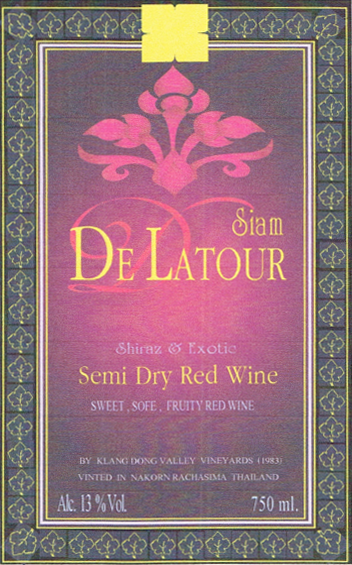 Siam
DE LATOUR
Shiraz & Exotic
Semi Dry Red Wine
SWEET , SOFE , FRUITY RED WINE
BY KLANG DONG VALLEY VINEYARDS (1983)
VINTED IN NAKORN RACHASIMA THAILAND
Alc. 13 % Vol. 750 ml.